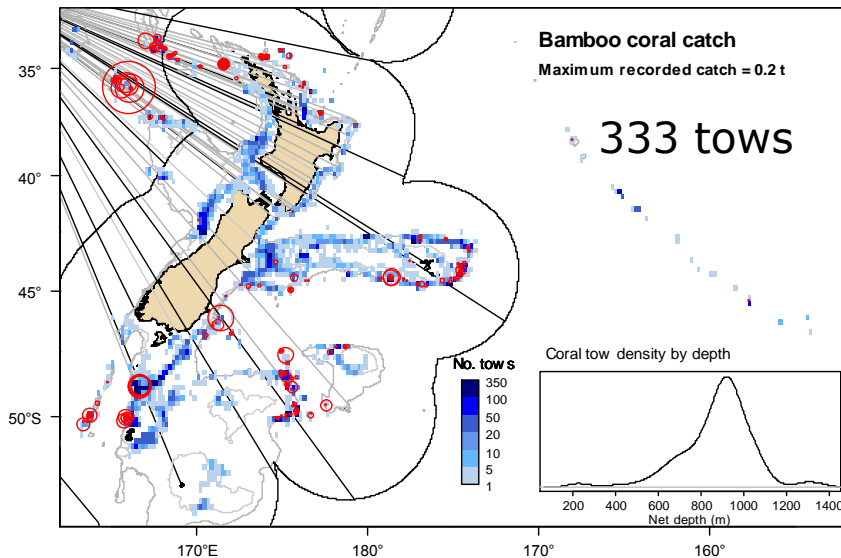 Bamboo coral catch
Maximum recorded catch = 0.2 t
333 tows
35°
40°
45°
50°S
No. tows
350
100
50
20
10
5
1
Coral tow density by depth
200 400 600 800 1000 1200 1400
Net depth (m)
170°E 180° 170° 160°